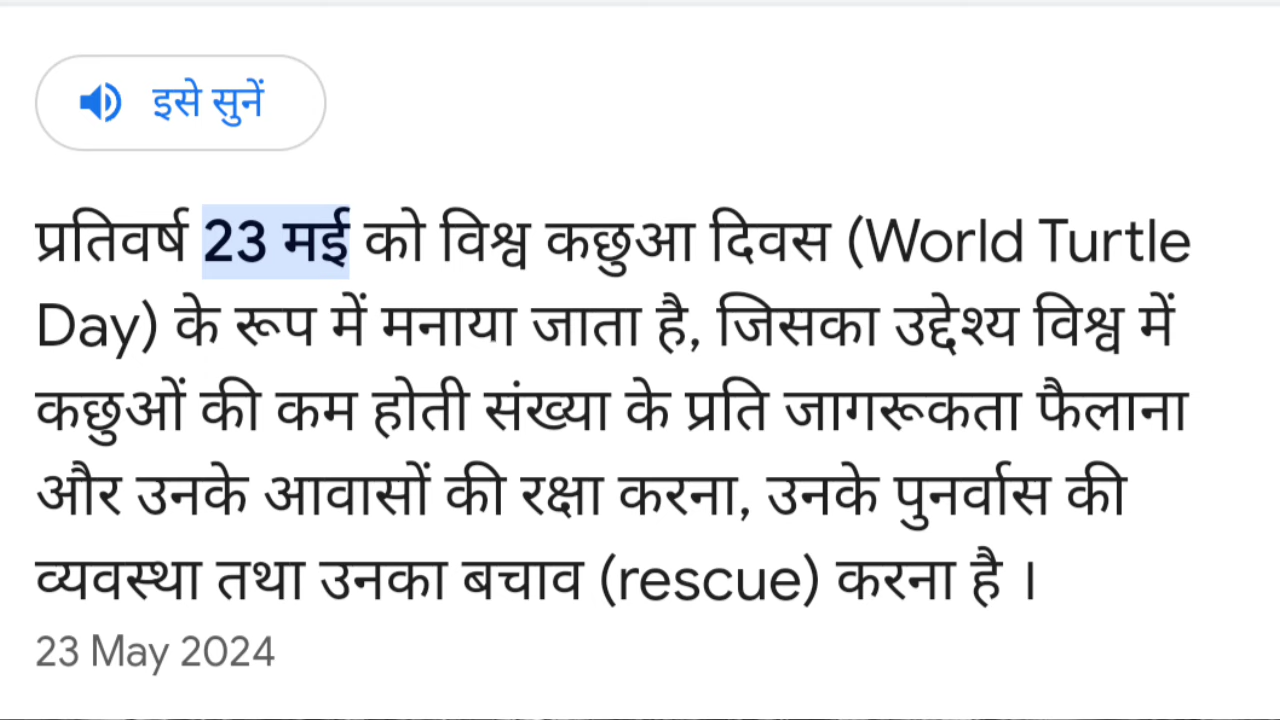 इसे सुनें
प्रतिवर्ष 23 मई को विश्व कछुआ दिवस (World Turtle
Day) के रूप में मनाया जाता है, जिसका उद्देश्य विश्व में
कछुओं की कम होती संख्या के प्रति जागरूकता फैलाना
और उनके आवासों की रक्षा करना, उनके पुनर्वास की
व्यवस्था तथा उनका बचाव (rescue) करना है ।
23 May 2024